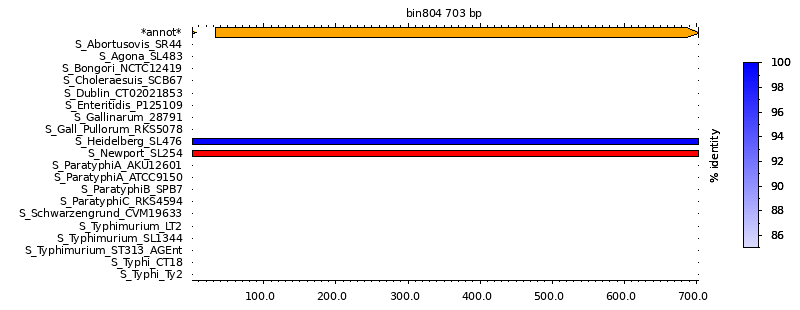 bin804 703 bp
*annot*
S_Abortusovis_SR44
S_Agona_SL483
S_Bongori_NCTC12419
S_Choleraesuis_SCB67
S_Dublin_CT02021853
S_Enteritidis_P125109
S_Gallinarum_28791
S_Gall_Pullorum_RKS5078
S_Heidelberg_SL476
S_Newport_SL254
S_ParatyphiA_AKU12601
S_ParatyphiA_ATCC9150
S_ParatyphiB_SPB7
S_ParatyphiC_RKS4594
S_Schwarzengrund_CVM19633
S_Typhimurium_LT2
S_Typhimurium_SL1344
S_Typhimurium_ST313_AGEnt
S_Typhi_CT18
S_Typhi_Ty2
100.0 200.0 300.0 400.0 500.0 600.0 700.0
% identity
100
98
96
94
92
90
88
86